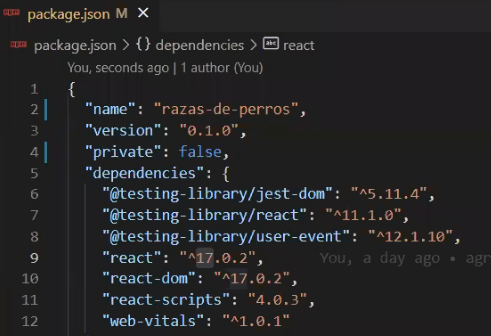 package.json M
package.json > {} dependencies > react
You, seconds ago | 1 author (You)
1 {
2 "name": "razas-de-perros",
3 "version": "0.1.0",
4 "private": false,
5 "dependencies": {
6 "@testing-library/jest-dom": "^5.11.4",
7 "@testing-library/react": "^11.1.0",
8 "@testing-library/user-event": "^12.1.10",
9 "react": "^17.0.2", You, a day ago • agr
10 "react-dom": "^17.0.2",
11 "react-scripts": "4.0.3",
12 "web-vitals": "^1.0.1"